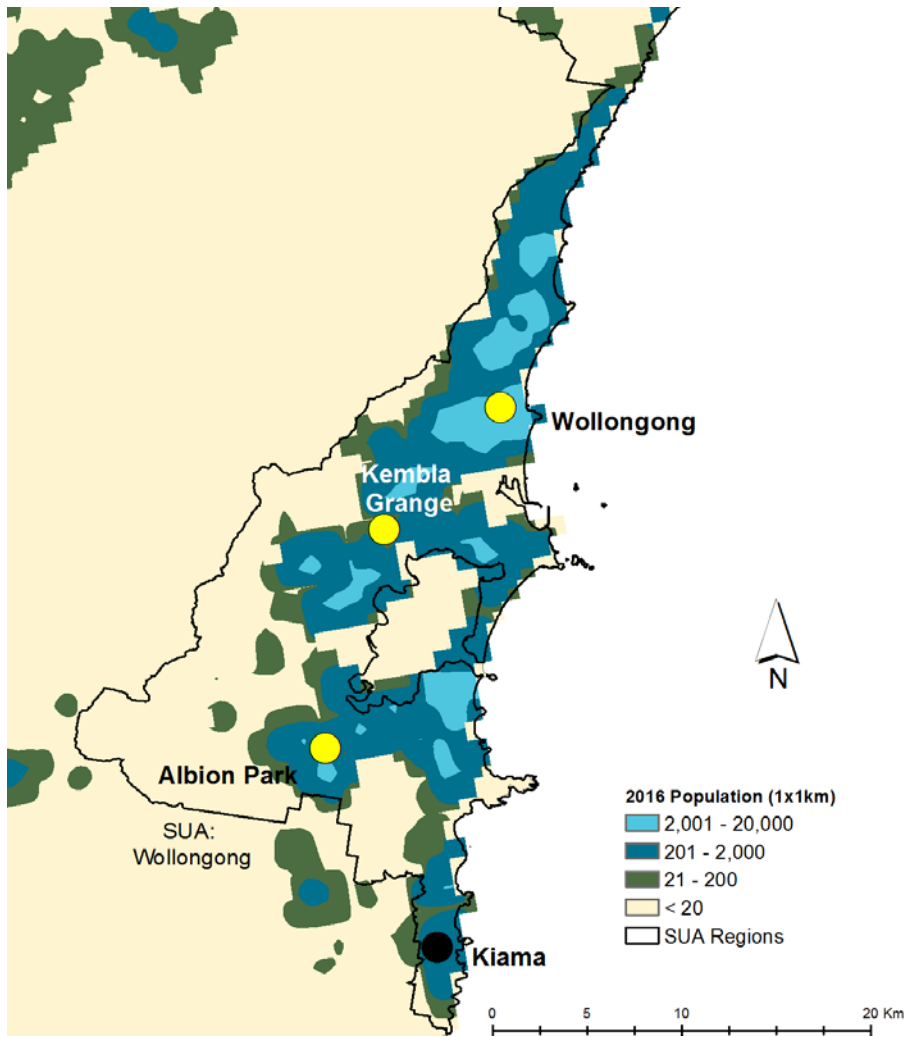 Wollongong
Kembla
Grange
N
Albion Park
SUA:
Wollongong
2016 Population (1x1km)
2,001 - 20,000
201 - 2,000
21 - 200
< 20
SUA Regions
Kiama
0 5 10 20 Km